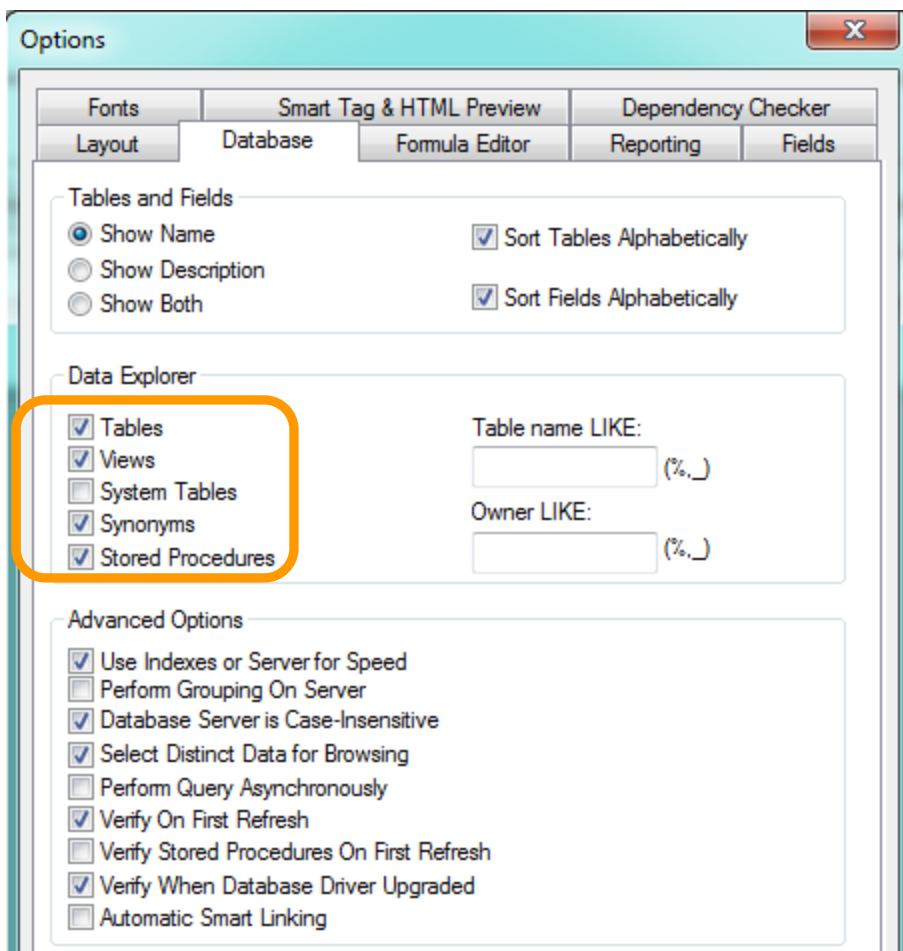 Options
Fonts Smart Tag & HTML Preview Dependency Checker
Layout Database Formula Editor Reporting Fields
Tables and Fields
Show Name
Sort Tables Alphabetically
Show Description
Show Both
Sort Fields Alphabetically
Data Explorer
Tables
Views
System Tables
Synonyms
Stored Procedures
Table name LIKE:
(%,_)
Owner LIKE:
(%,_)
Advanced Options
Use Indexes or Server for Speed
Perform Grouping On Server
Database Server is Case-Insensitive
Select Distinct Data for Browsing
Perform Query Asynchronously
Verify On First Refresh
Verify Stored Procedures On First Refresh
Verify When Database Driver Upgraded
Automatic Smart Linking